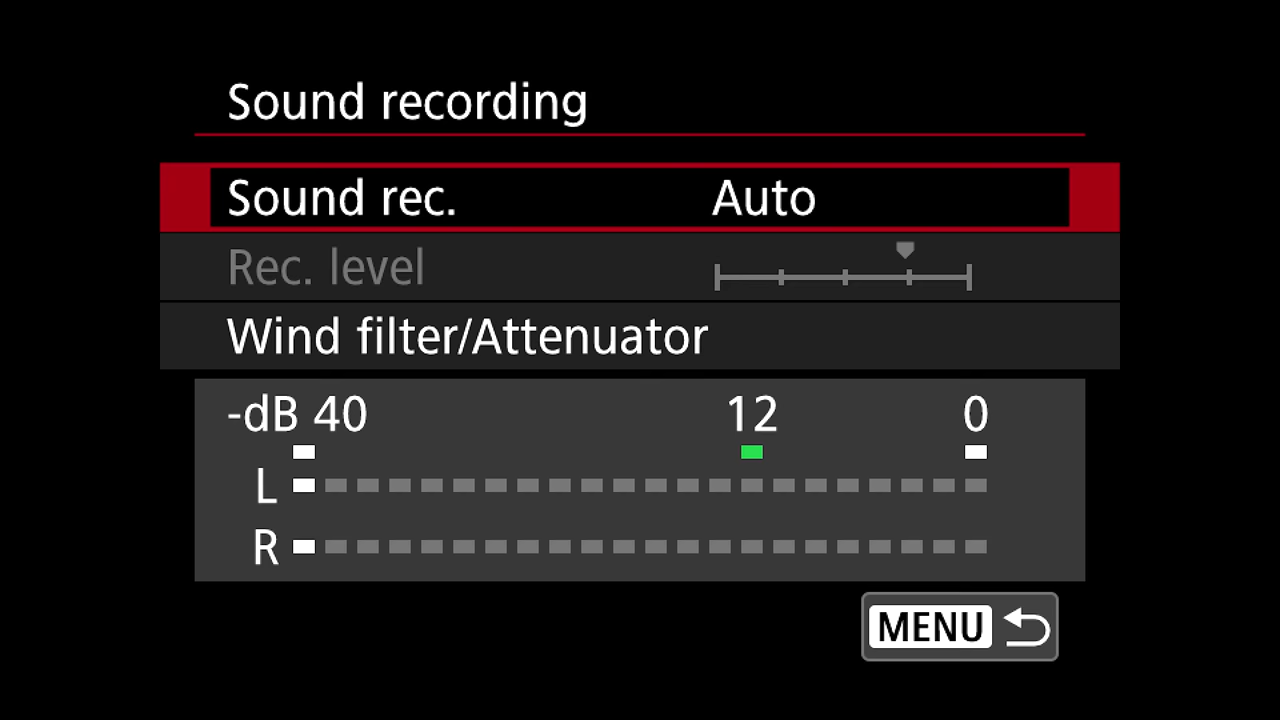 Sound recording
Sound rec. Auto
Rec. level
Wind filter/Attenuator
-dB 40 12 0
L
R
MENU